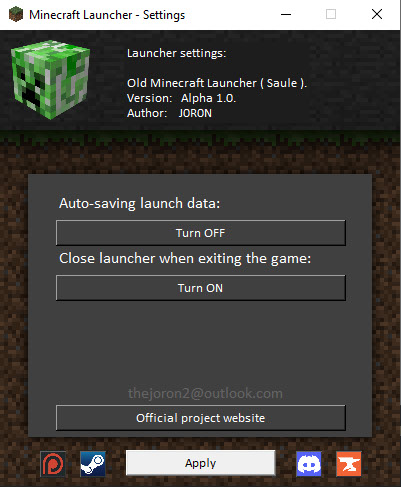 Minecraft Launcher - Settings
Launcher settings:
Old Minecraft Launcher ( Saule ).
Version: Alpha 1.0.
Author: JORON
Auto-saving launch data:
Turn OFF
Close launcher when exiting the game:
Turn ON
thejoron2@outlook.com
Official project website
Apply